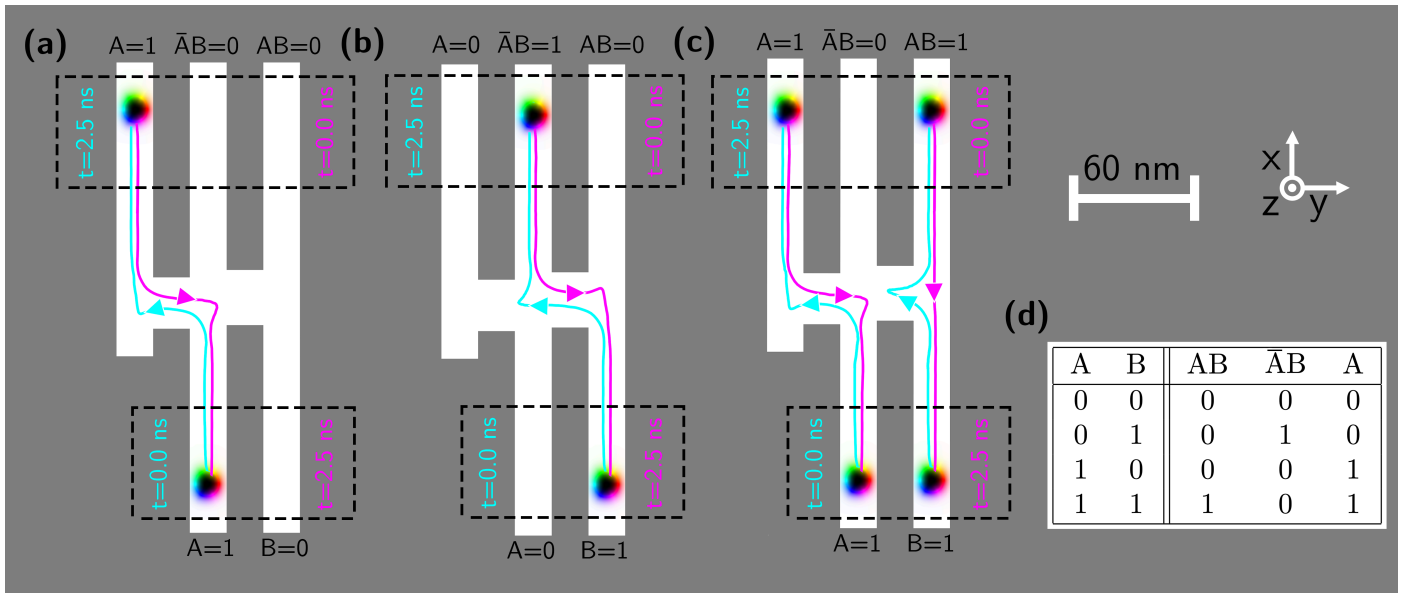 (a)
A=1 A̅B=0 AB=0
t=2.5 ns
t=0.0 ns
t=0.0 ns
t=2.5 ns
A=1 B=0
(b)
A=0 A̅B=1 AB=0
t=2.5 ns
t=0.0 ns
t=0.0 ns
t=2.5 ns
A=0 B=1
(c)
A=1 A̅B=0 AB=1
t=2.5 ns
t=0.0 ns
t=0.0 ns
t=2.5 ns
A=1 B=1
60 nm
x
z y
(d)
A B AB A̅B A
0 0 0 0 0
0 1 0 1 0
1 0 0 0 1
1 1 1 0 1